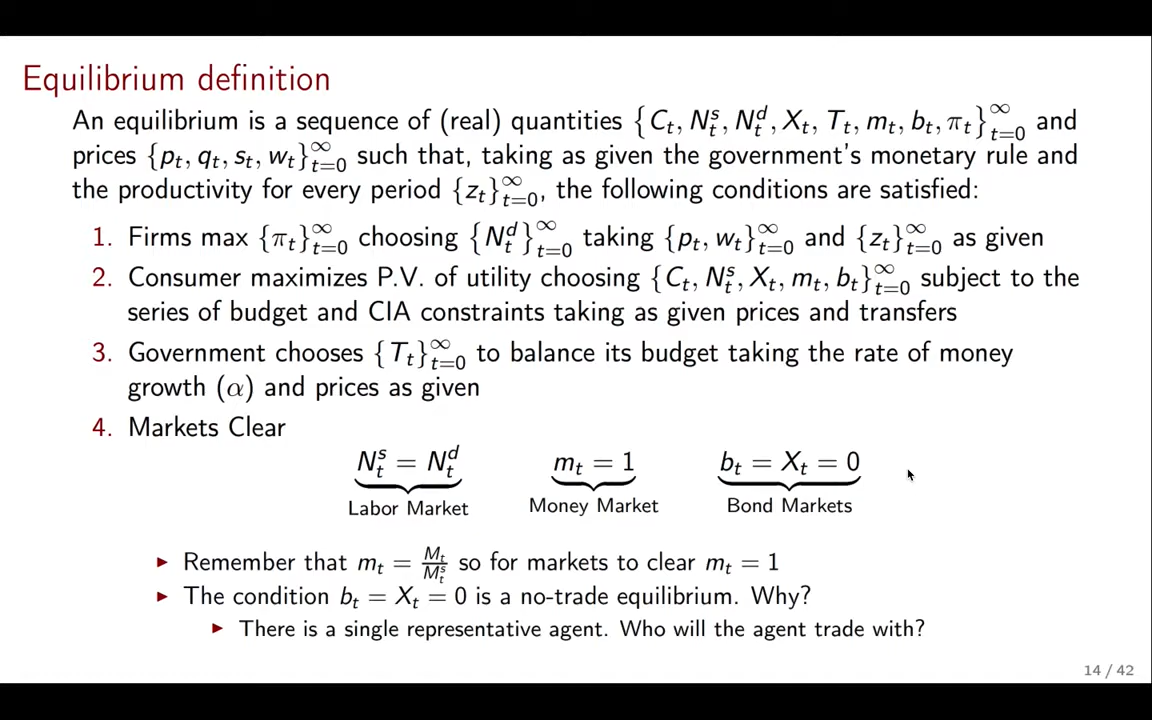 Equilibrium definition
An equilibrium is a sequence of (real) quantities {C_t, N_t^s, N_t^d, X_t, T_t, m_t, b_t, π_t}_{t=0}^∞ and
prices {p_t, q_t, s_t, w_t}_{t=0}^∞ such that, taking as given the government's monetary rule and
the productivity for every period {z_t}_{t=0}^∞, the following conditions are satisfied:
1. Firms max {π_t}_{t=0}^∞ choosing {N_t^d}_{t=0}^∞ taking {p_t, w_t}_{t=0}^∞ and {z_t}_{t=0}^∞ as given
2. Consumer maximizes P.V. of utility choosing {C_t, N_t^s, X_t, m_t, b_t}_{t=0}^∞ subject to the
series of budget and CIA constraints taking as given prices and transfers
3. Government chooses {T_t}_{t=0}^∞ to balance its budget taking the rate of money
growth (α) and prices as given
4. Markets Clear
N_t^s = N_t^d m_t = 1 b_t = X_t = 0
Labor Market Money Market Bond Markets
▶ Remember that m_t = M_t/M_t^s so for markets to clear m_t = 1
▶ The condition b_t = X_t = 0 is a no-trade equilibrium. Why?
▶ There is a single representative agent. Who will the agent trade with?
14 / 42